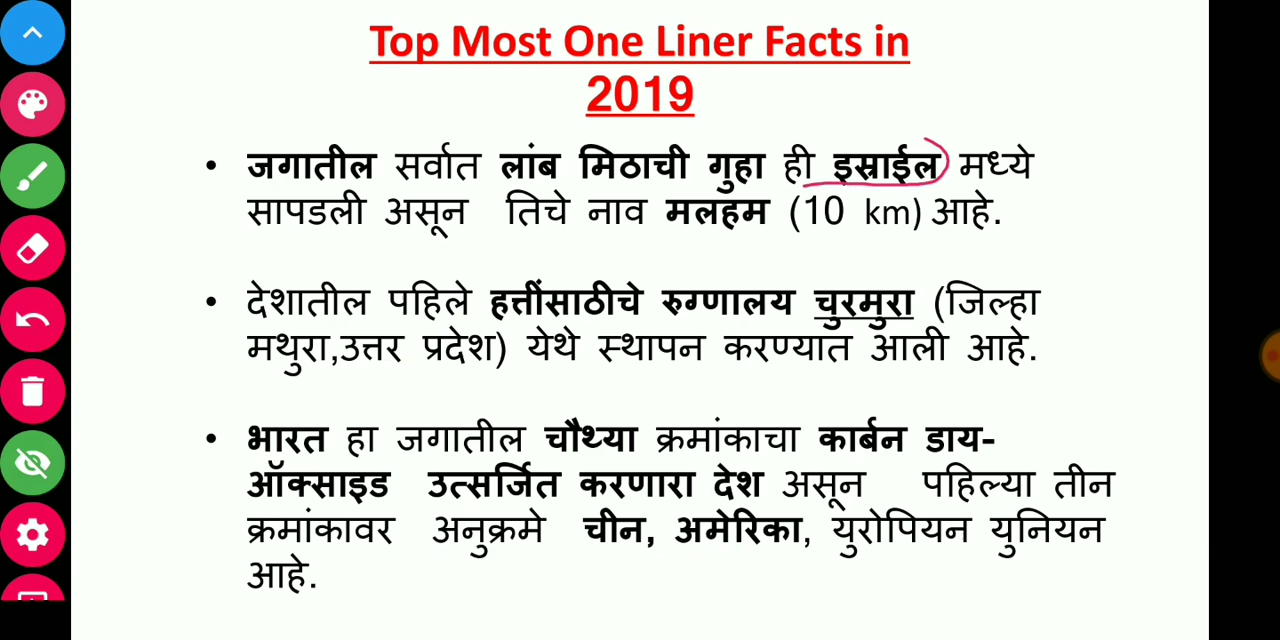 Top Most One Liner Facts in
2019
• जगातील सर्वात लांब मिठाची गुहा ही इस्राईल मध्ये
सापडली असून तिचे नाव मलहम (10 km) आहे.
• देशातील पहिले हत्तींसाठीचे रुग्णालय चुरमुरा (जिल्हा
मथुरा,उत्तर प्रदेश) येथे स्थापन करण्यात आली आहे.
• भारत हा जगातील चौथ्या क्रमांकाचा कार्बन डाय-
ऑक्साइड उत्सर्जित करणारा देश असून पहिल्या तीन
क्रमांकावर अनुक्रमे चीन, अमेरिका, युरोपियन युनियन
आहे.